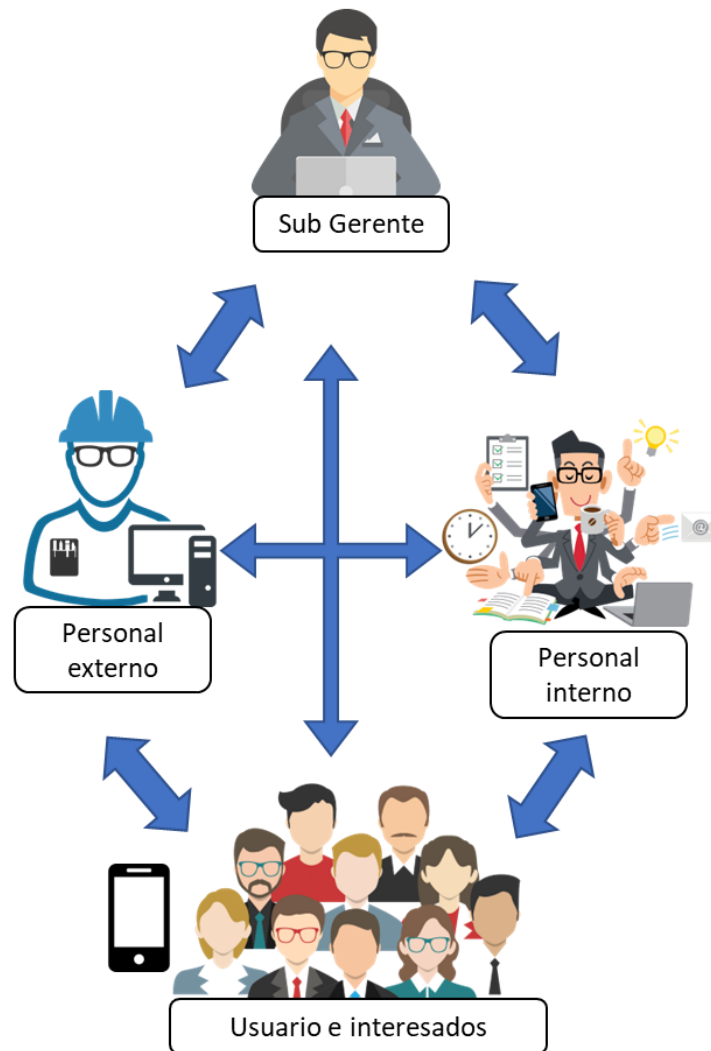 Sub Gerente
Personal
externo
Personal
interno
@
Usuario e interesados